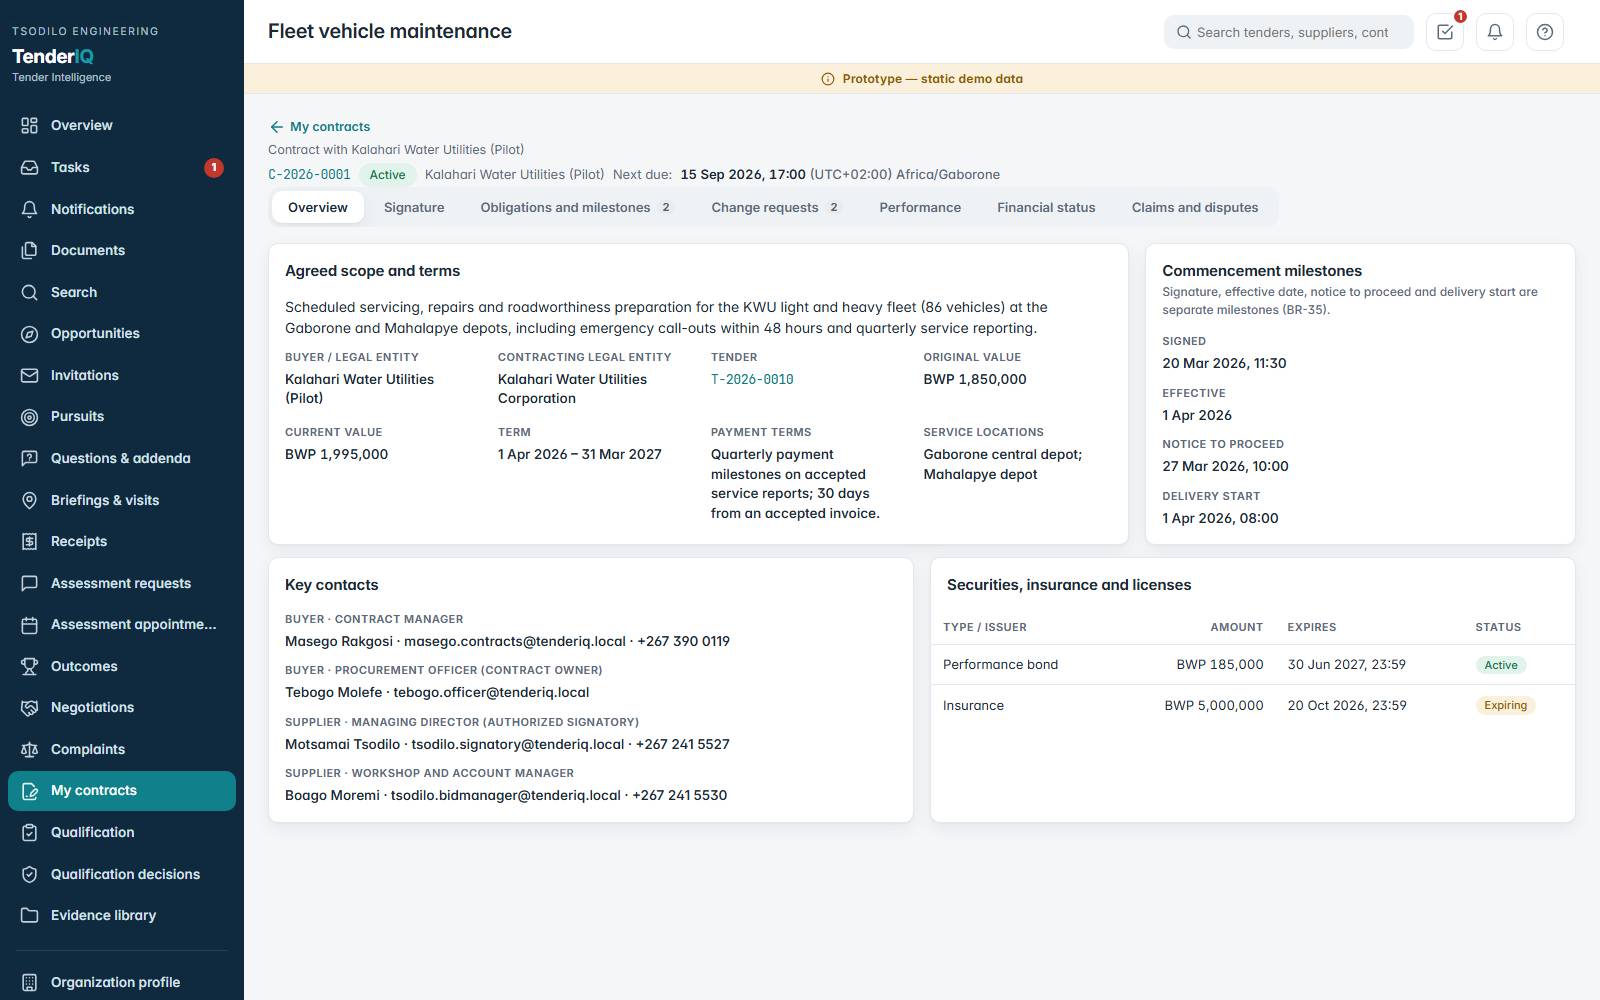 TSODILO ENGINEERING
TenderIQ
Tender Intelligence
Overview
Tasks 1
Notifications
Documents
Search
Opportunities
Invitations
Pursuits
Questions & addenda
Briefings & visits
Receipts
Assessment requests
Assessment appointme...
Outcomes
Negotiations
Complaints
My contracts
Qualification
Qualification decisions
Evidence library
Organization profile
Fleet vehicle maintenance
Search tenders, suppliers, cont
1
Prototype — static demo data
My contracts
Contract with Kalahari Water Utilities (Pilot)
C-2026-0001 Active Kalahari Water Utilities (Pilot) Next due: 15 Sep 2026, 17:00 (UTC+02:00) Africa/Gaborone
Overview Signature Obligations and milestones 2 Change requests 2 Performance Financial status Claims and disputes
Agreed scope and terms
Scheduled servicing, repairs and roadworthiness preparation for the KWU light and heavy fleet (86 vehicles) at the
Gaborone and Mahalapye depots, including emergency call-outs within 48 hours and quarterly service reporting.
BUYER / LEGAL ENTITY
Kalahari Water Utilities
(Pilot)
CONTRACTING LEGAL ENTITY
Kalahari Water Utilities
Corporation
TENDER
T-2026-0010
ORIGINAL VALUE
BWP 1,850,000
CURRENT VALUE
BWP 1,995,000
TERM
1 Apr 2026 – 31 Mar 2027
PAYMENT TERMS
Quarterly payment
milestones on accepted
service reports; 30 days
from an accepted invoice.
SERVICE LOCATIONS
Gaborone central depot;
Mahalapye depot
Commencement milestones
Signature, effective date, notice to proceed and delivery start are
separate milestones (BR-35).
SIGNED
20 Mar 2026, 11:30
EFFECTIVE
1 Apr 2026
NOTICE TO PROCEED
27 Mar 2026, 10:00
DELIVERY START
1 Apr 2026, 08:00
Key contacts
BUYER · CONTRACT MANAGER
Masego Rakgosi · masego.contracts@tenderiq.local · +267 390 0119
BUYER · PROCUREMENT OFFICER (CONTRACT OWNER)
Tebogo Molefe · tebogo.officer@tenderiq.local
SUPPLIER · MANAGING DIRECTOR (AUTHORIZED SIGNATORY)
Motsamai Tsodilo · tsodilo.signatory@tenderiq.local · +267 241 5527
SUPPLIER · WORKSHOP AND ACCOUNT MANAGER
Boago Moremi · tsodilo.bidmanager@tenderiq.local · +267 241 5530
Securities, insurance and licenses
TYPE / ISSUER AMOUNT EXPIRES STATUS
Performance bond BWP 185,000 30 Jun 2027, 23:59 Active
Insurance BWP 5,000,000 20 Oct 2026, 23:59 Expiring